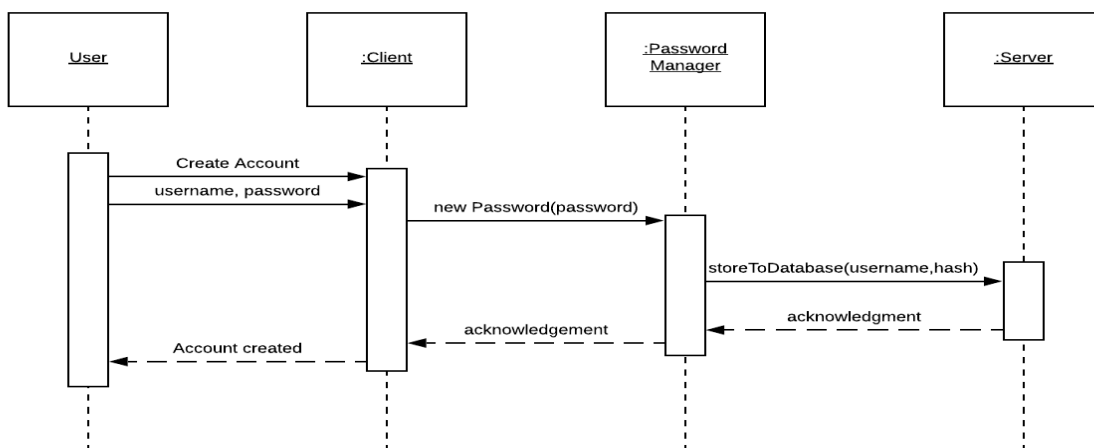 User
:Client
:Password
Manager
:Server
Create Account
username, password
new Password(password)
storeToDatabase(username,hash)
acknowledgment
acknowledgement
Account created